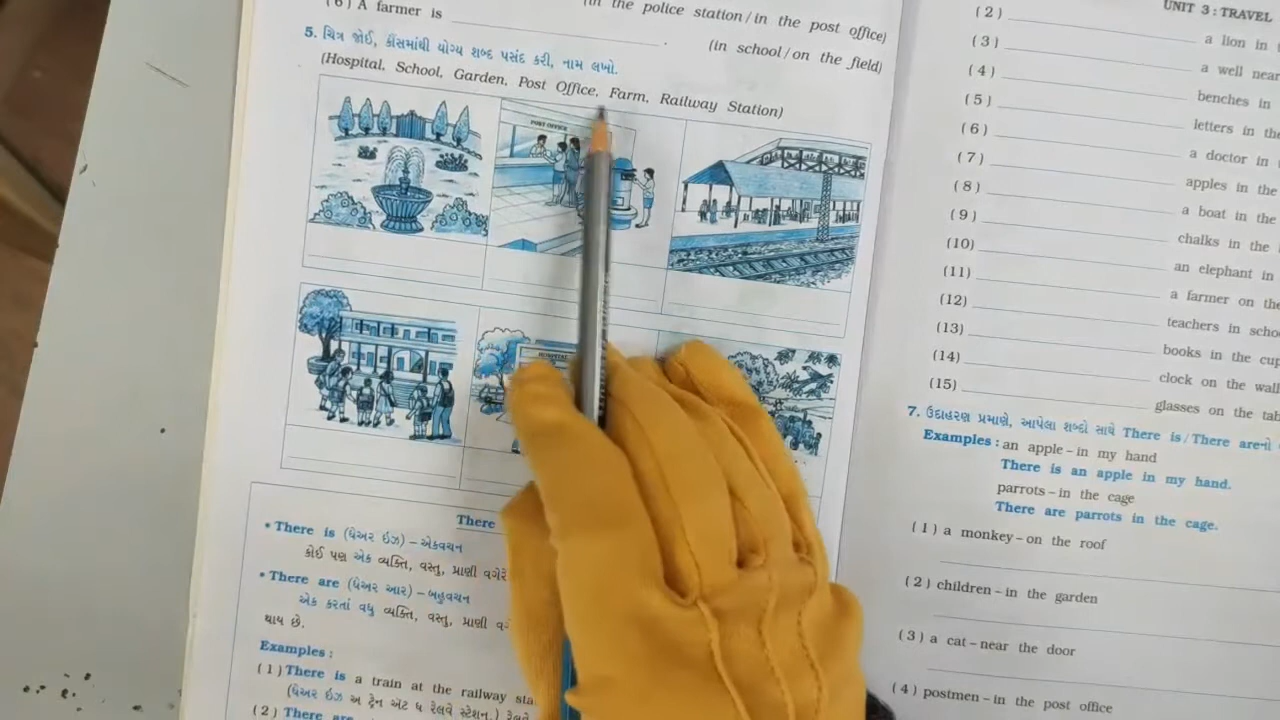 (6) A farmer is
(in the police station/in the post office)
(in school/on the field)
5. ચિત્ર જોઈ, કૌંસમાંથી યોગ્ય શબ્દ પસંદ કરી, નામ લખો.
(Hospital, School, Garden, Post Office, Farm, Railway Station)
POST OFFICE
HOSPITAL
There
• There is (ધેઅર ઇઝ) – એકવચન
કોઈ પણ એક વ્યક્તિ, વસ્તુ, પ્રાણી વગેરે
• There are (ધેઅર આર) – બહુવચન
એક કરતાં વધુ વ્યક્તિ, વસ્તુ, પ્રાણી
થાય છે.
Examples :
(1) There is a train at the railway
(ધેઅર ઇઝ અ ટ્રેન એટ ધ રેલવે સ્ટેશન.)
(2) There are
UNIT 3 : TRAVEL
(2) a lion in
(3) a well near
(4) benches in
(5) letters in the
(6) a doctor in
(7) apples in the
(8) a boat in the
(9) chalks in the
(10) an elephant in
(11) a farmer on the
(12) teachers in
(13) books in the
(14) clock on the wall
(15) glasses on the
7. ઉદાહરણ પ્રમાણે, આપેલા શબ્દો સાથે There is/There areનો
Examples : an apple – in my hand
There is an apple in my hand.
parrots – in the cage
There are parrots in the cage.
(1) a monkey – on the roof
(2) children – in the garden
(3) a cat – near the door
(4) postmen – in the post office